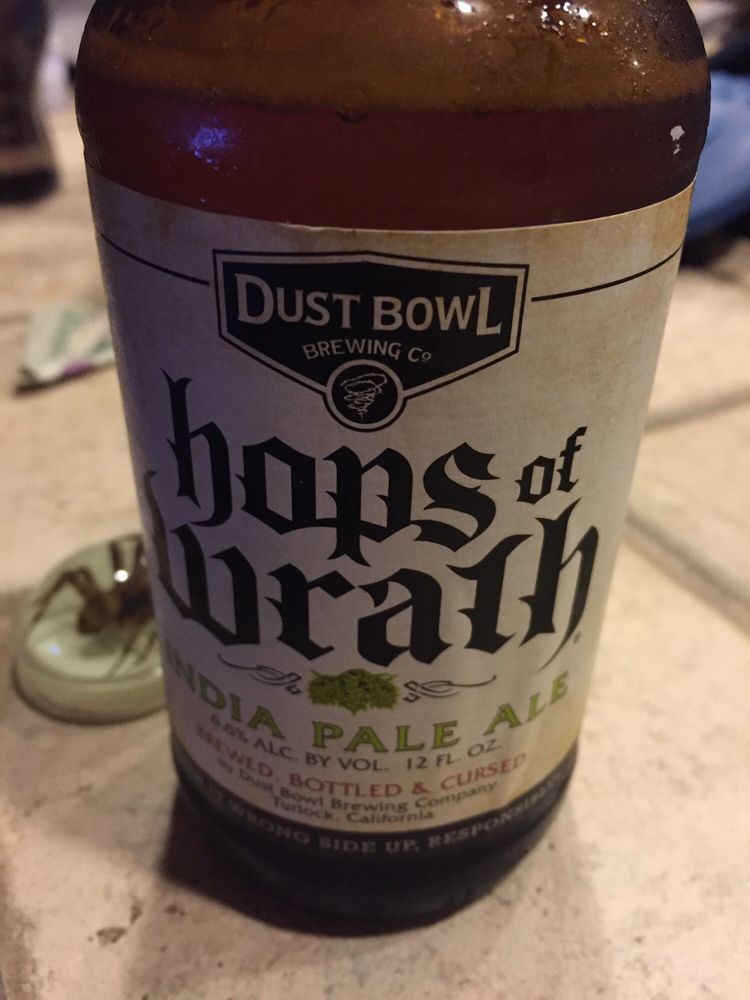 DUST BOWL
BREWING Co
hops of
wrath
INDIA PALE ALE
6.6% ALC. BY VOL. 12 FL. OZ.
BREWED, BOTTLED & CURSED
by Dust Bowl Brewing Company
Turlock, California
WRONG SIDE UP, RESPONSIBLY